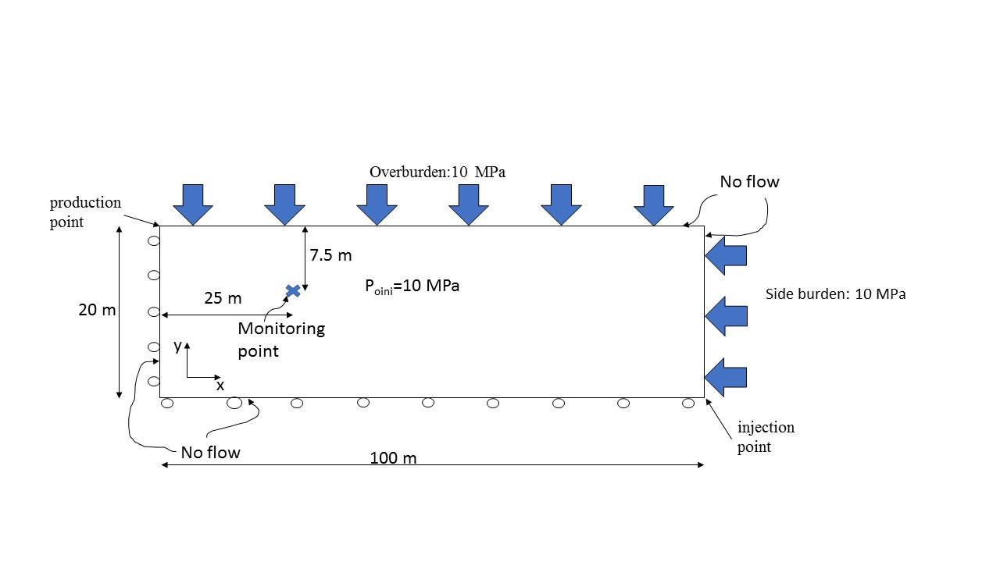 Overburden:10 MPa
No flow
production
point
7.5 m
P_oini=10 MPa
25 m
Side burden: 10 MPa
20 m
Monitoring
point
y
x
injection
point
No flow
100 m